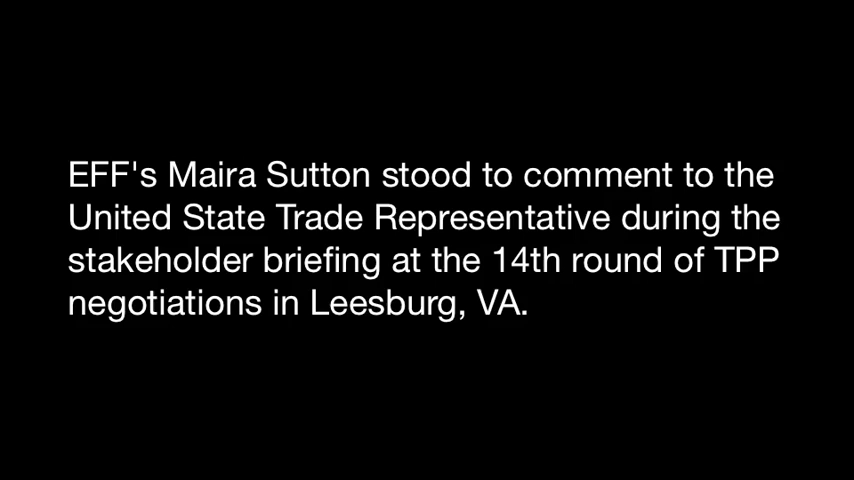 EFF's Maira Sutton stood to comment to the
United State Trade Representative during the
stakeholder briefing at the 14th round of TPP
negotiations in Leesburg, VA.